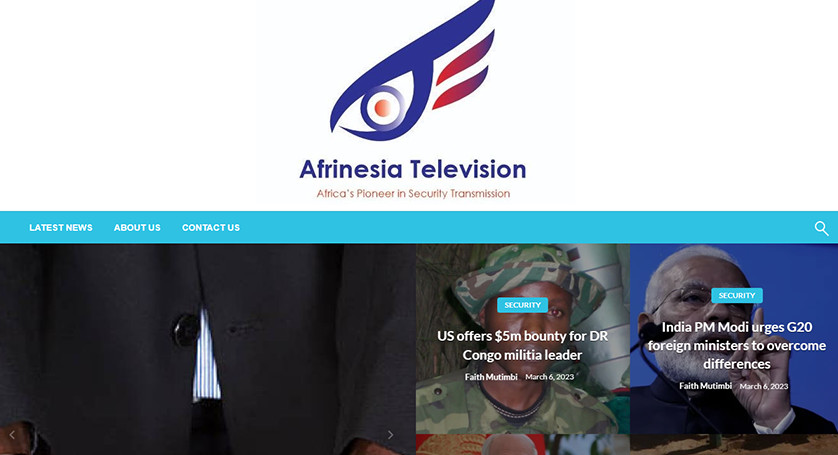 Afrinesia Television
Africa's Pioneer in Security Transmission
LATEST NEWS
ABOUT US
CONTACT US
SECURITY
US offers $5m bounty for DR
Congo militia leader
Faith Mutimbi March 6, 2023
SECURITY
India PM Modi urges G20
foreign ministers to overcome
differences
Faith Mutimbi March 6, 2023